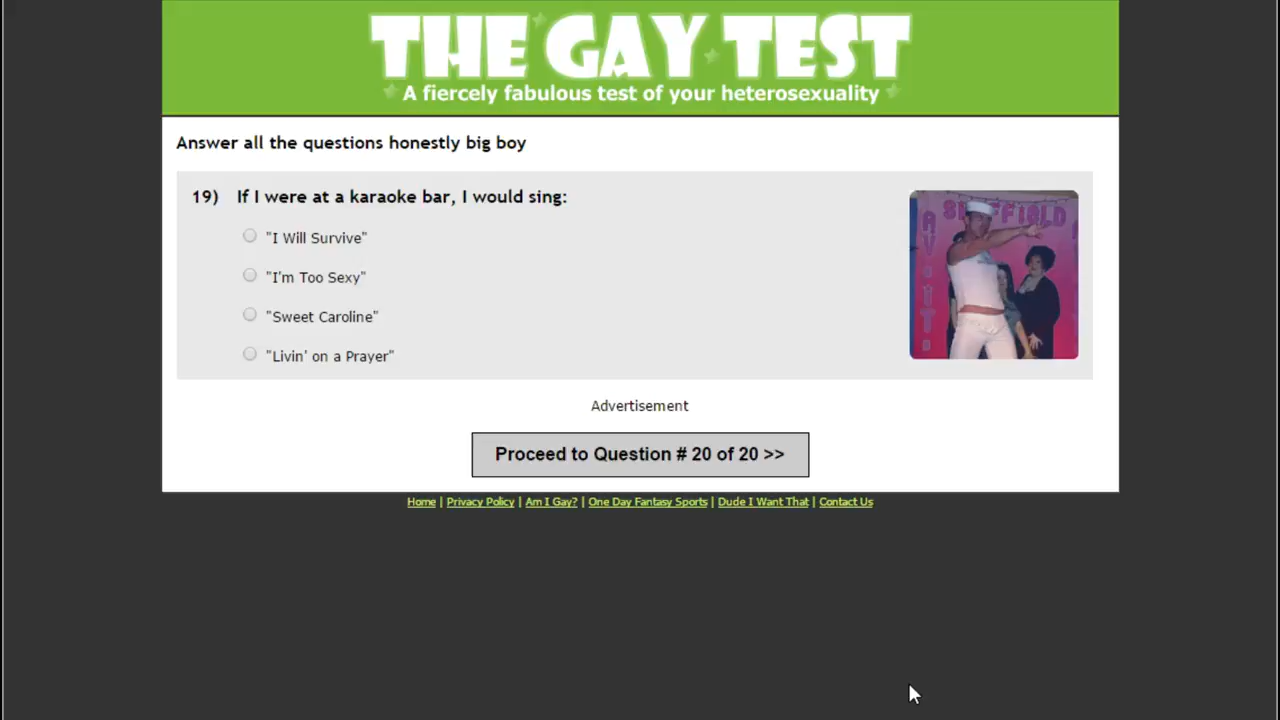 THE GAY TEST
A fiercely fabulous test of your heterosexuality
Answer all the questions honestly big boy
19) If I were at a karaoke bar, I would sing:
"I Will Survive"
"I'm Too Sexy"
"Sweet Caroline"
"Livin' on a Prayer"
Advertisement
Proceed to Question # 20 of 20 >>
Home | Privacy Policy | Am I Gay? | One Day Fantasy Sports | Dude I Want That | Contact Us